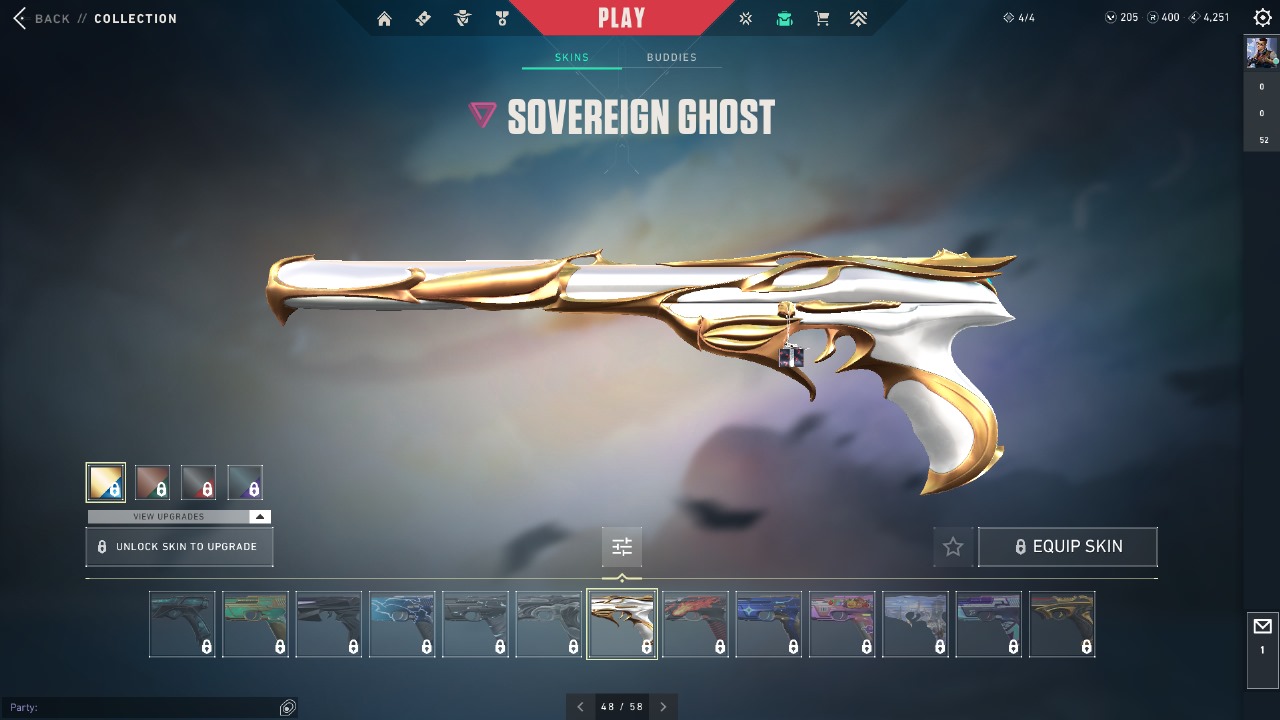 BACK // COLLECTION
PLAY
4/4
205
400
4,251
SKINS
BUDDIES
SOVEREIGN GHOST
0
0
52
VIEW UPGRADES
UNLOCK SKIN TO UPGRADE
EQUIP SKIN
1
Party:
48 / 58